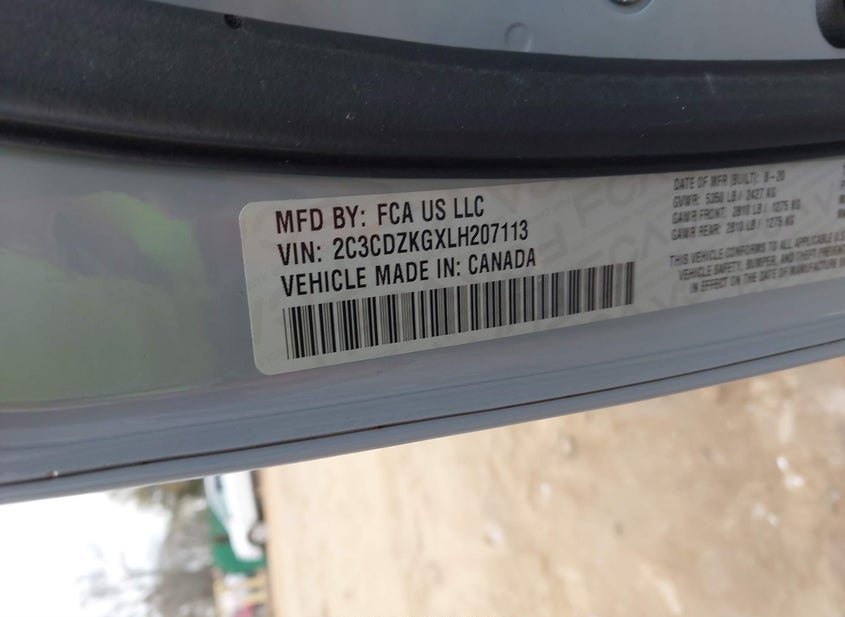 MFD BY: FCA US LLC
VIN: 2C3CDZKGXLH207113
VEHICLE MADE IN: CANADA
DATE OF MFR (BUILT): 8-20
GVWR: 5350 LB / 2427 KG
GAWR FRONT: 2810 LB / 1275 KG
GAWR REAR: 2810 LB / 1275 KG
THIS VEHICLE CONFORMS TO ALL APPLICABLE U.S.
VEHICLE SAFETY, BUMPER, AND THEFT PREVENT
IN EFFECT ON THE DATE OF MANUFACTURE